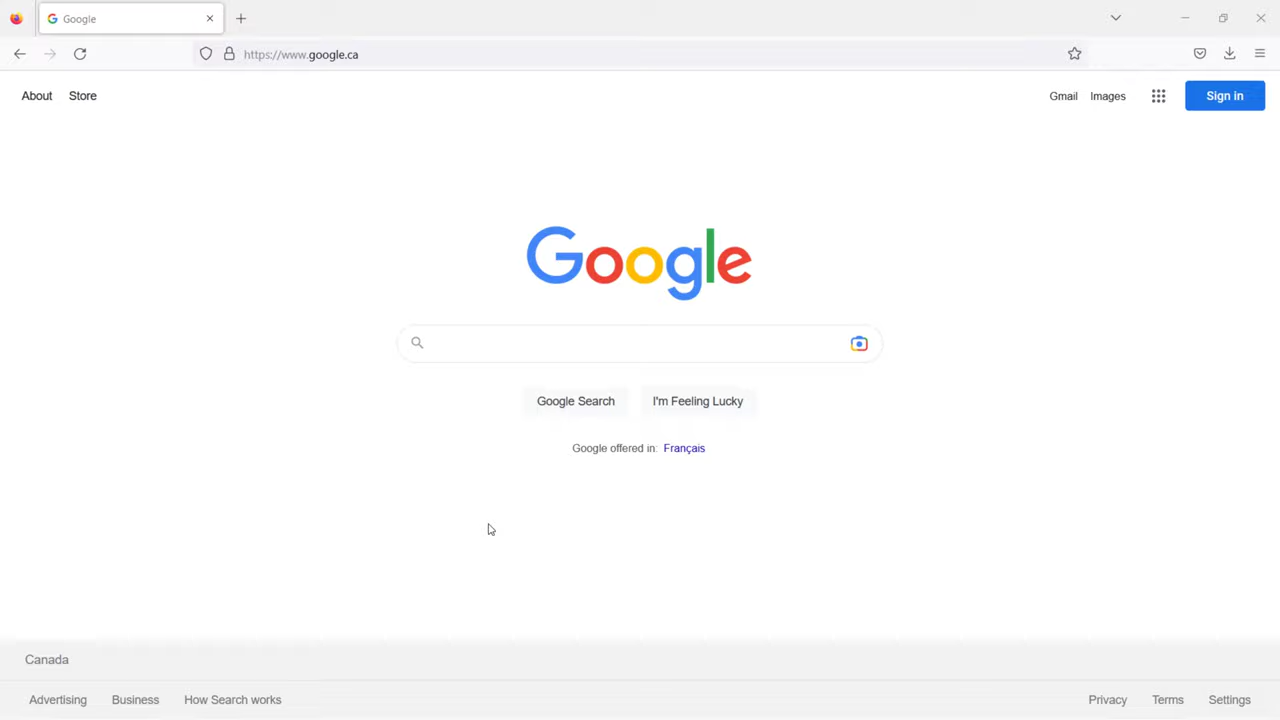 Google
https://www.google.ca
About Store
Gmail Images Sign in
Google
Google Search I'm Feeling Lucky
Google offered in: Français
Canada
Advertising Business How Search works
Privacy Terms Settings